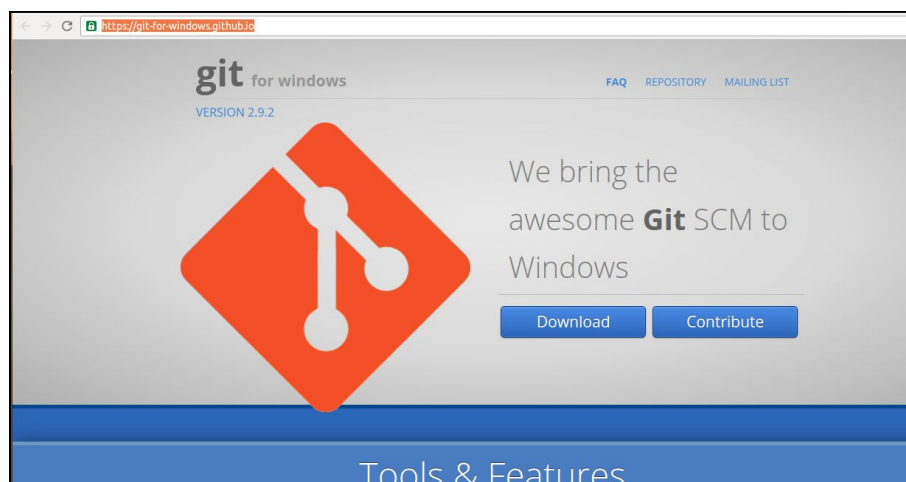 https://git-for-windows.github.io
git for windows
FAQ REPOSITORY MAILING LIST
VERSION 2.9.2
We bring the
awesome Git SCM to
Windows
Download Contribute
Tools & Features